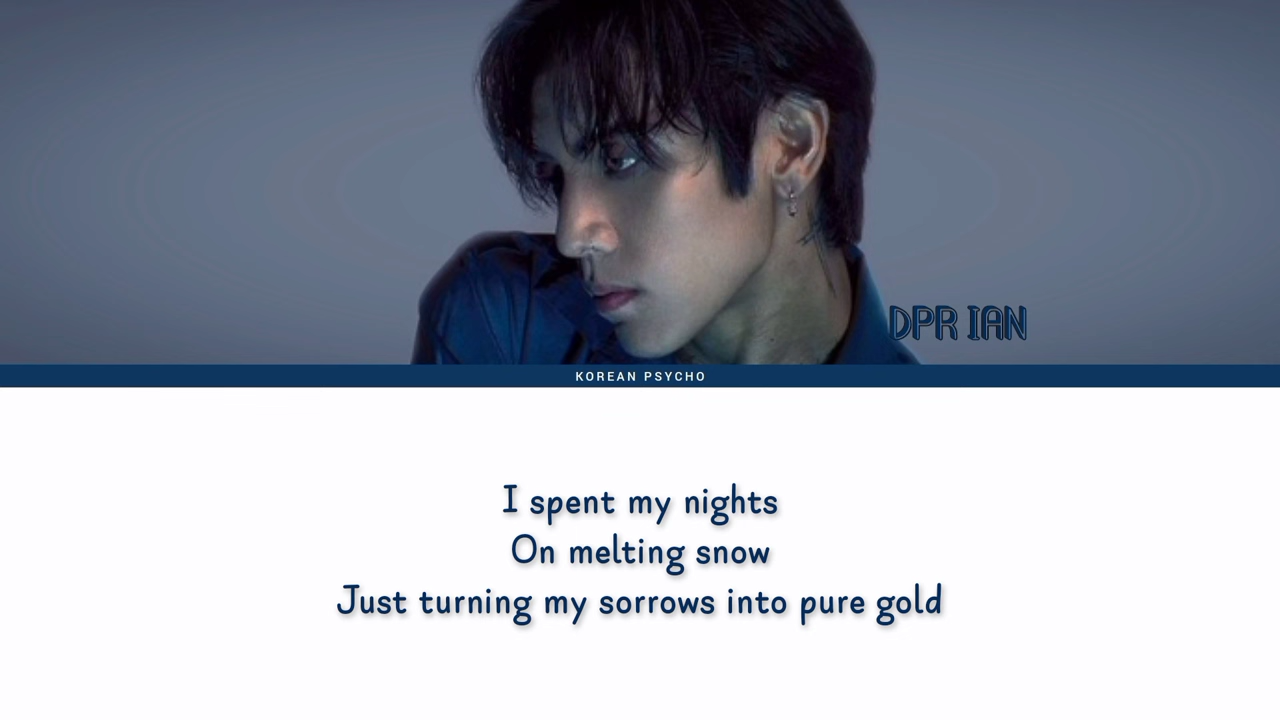 DPR IAN
KOREAN PSYCHO
I spent my nights
On melting snow
Just turning my sorrows into pure gold